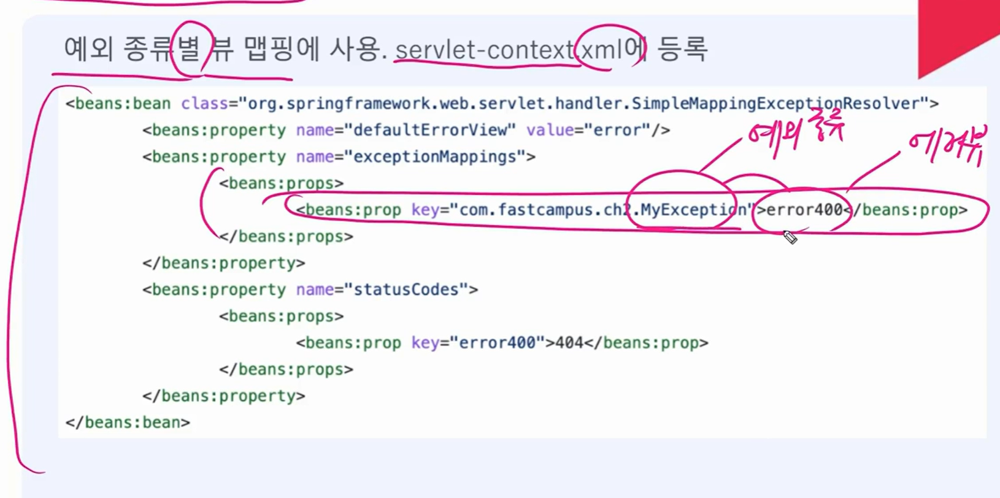 예외 종류별 뷰 맵핑에 사용. servlet-context.xml에 등록
<beans:bean class="org.springframework.web.servlet.handler.SimpleMappingExceptionResolver">
<beans:property name="defaultErrorView" value="error"/>
예외 종류
에러뷰
<beans:property name="exceptionMappings">
<beans:props>
<beans:prop key="com.fastcampus.ch2.MyException">error400</beans:prop>
</beans:props>
</beans:property>
<beans:property name="statusCodes">
<beans:props>
<beans:prop key="error400">404</beans:prop>
</beans:props>
</beans:property>
</beans:bean>